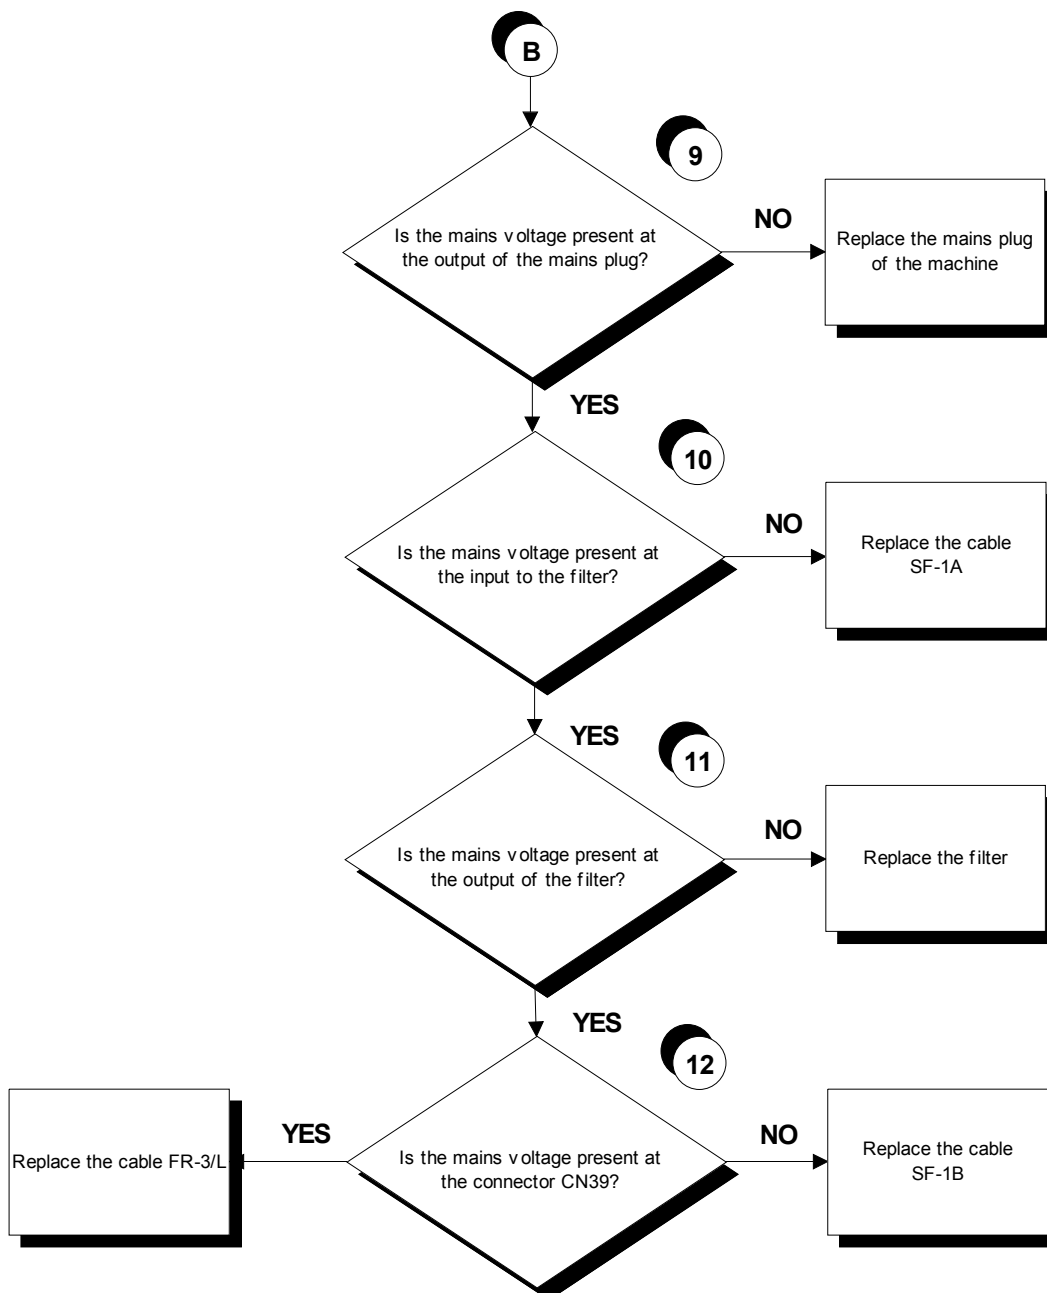 B
9
Is the mains voltage present at
the output of the mains plug?
NO
Replace the mains plug
of the machine
YES
10
Is the mains voltage present at
the input to the filter?
NO
Replace the cable
SF-1A
YES
11
Is the mains voltage present at
the output of the filter?
NO
Replace the filter
YES
12
Is the mains voltage present at
the connector CN39?
YES
Replace the cable FR-3/L
NO
Replace the cable
SF-1B